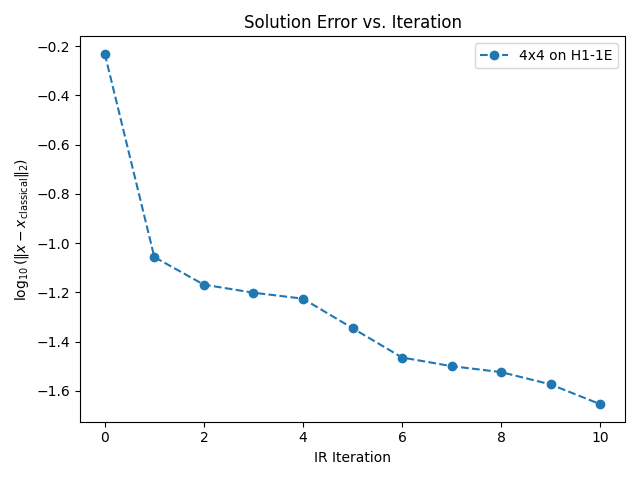 Solution Error vs. Iteration
4x4 on H1-1E
log₁₀ (‖x − x_classical‖₂)
−0.2
−0.4
−0.6
−0.8
−1.0
−1.2
−1.4
−1.6
0 2 4 6 8 10
IR Iteration